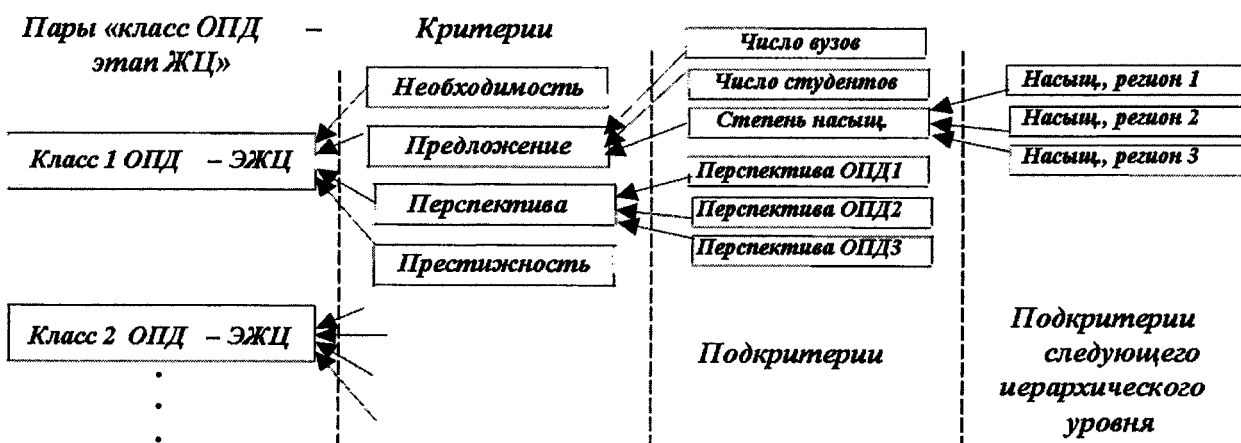 Пары «класс ОПД –
этап ЖЦ»
Класс 1 ОПД – ЭЖЦ
Класс 2 ОПД – ЭЖЦ
Критерии
Необходимость
Предложение
Перспектива
Престижность
Число вузов
Число студентов
Степень насыщ.
Перспектива ОПД1
Перспектива ОПД2
Перспектива ОПД3
Подкритерии
Насыщ., регион 1
Насыщ., регион 2
Насыщ., регион 3
Подкритерии
следующего
иерархического
уровня